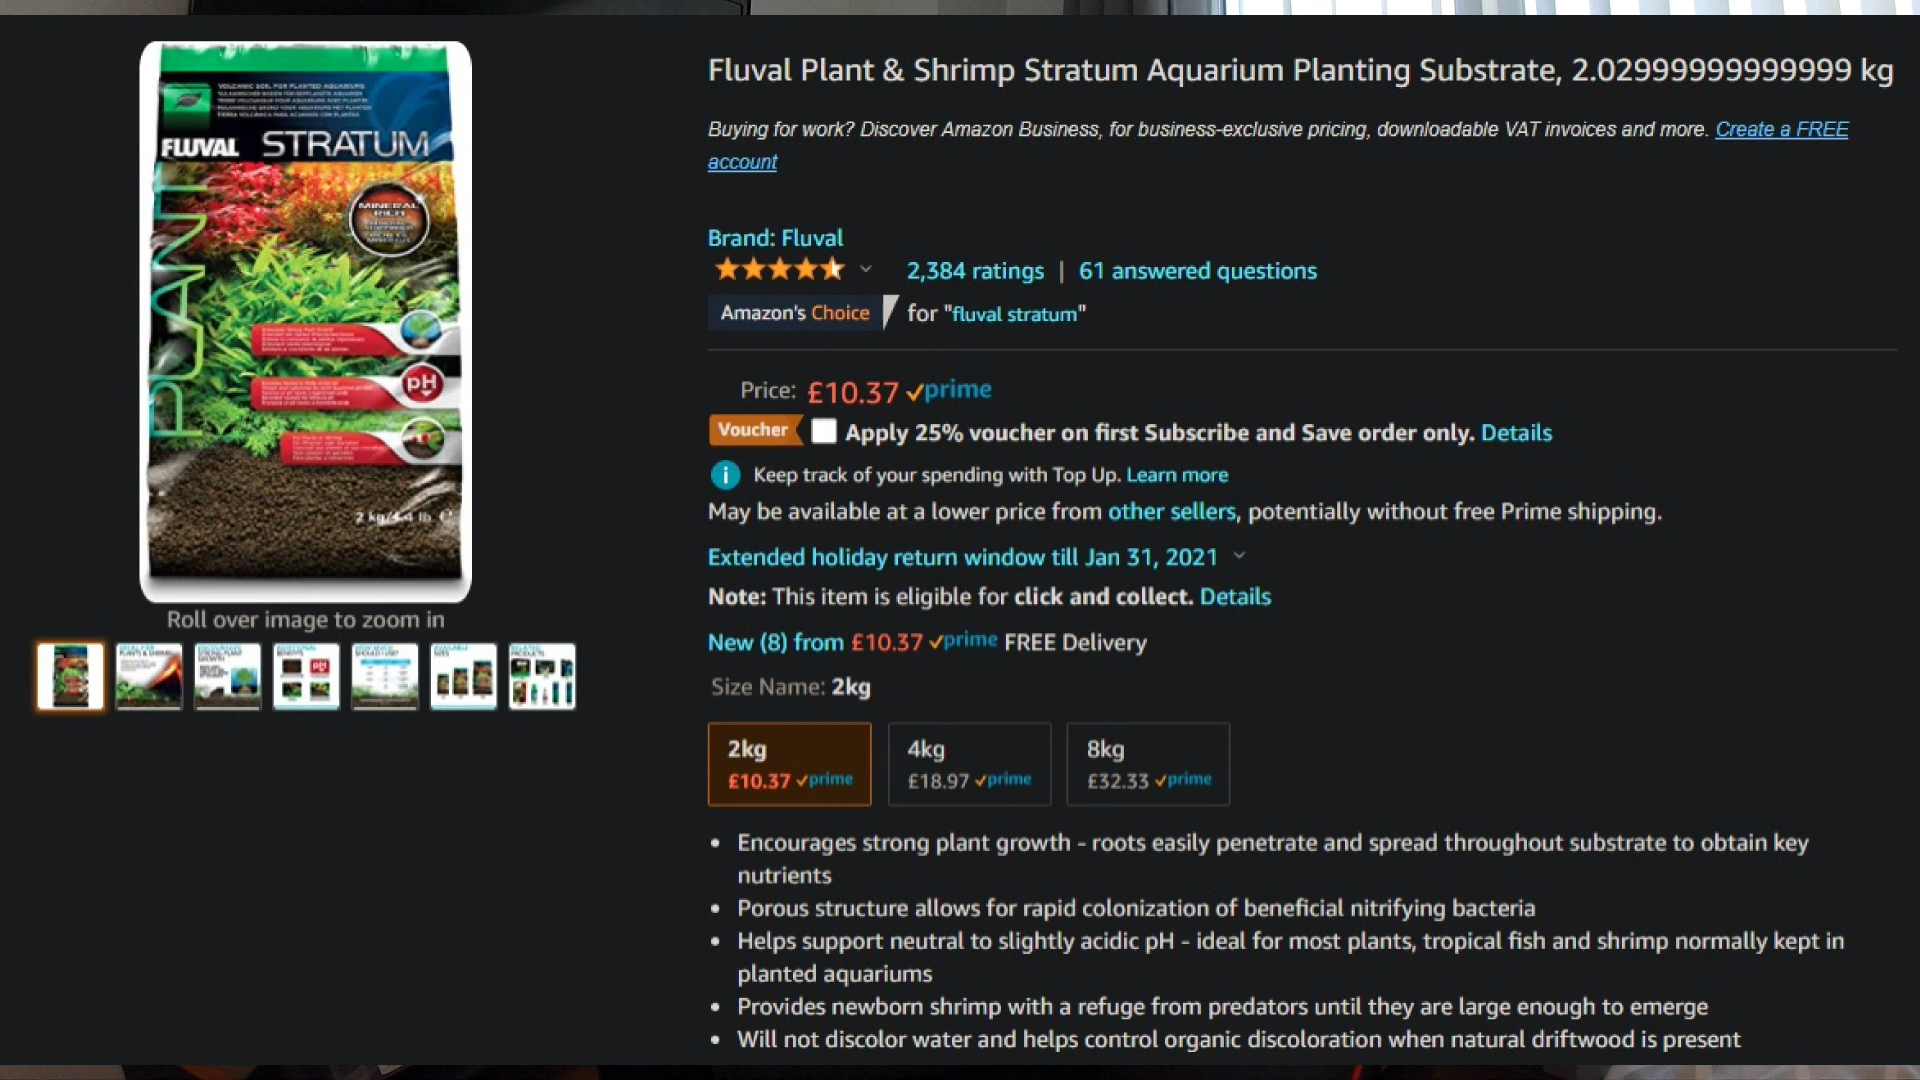 VOLCANIC SOIL FOR PLANTED AQUARIUMS
FLUVAL STRATUM
PLANT
MINERAL
RICH
pH
2 kg/4.4 lb
Roll over image to zoom in
Fluval Plant & Shrimp Stratum Aquarium Planting Substrate, 2.02999999999999 kg
Buying for work? Discover Amazon Business, for business-exclusive pricing, downloadable VAT invoices and more. Create a FREE
account
Brand: Fluval
2,384 ratings | 61 answered questions
Amazon's Choice for "fluval stratum"
Price: £10.37 prime
Voucher Apply 25% voucher on first Subscribe and Save order only. Details
i Keep track of your spending with Top Up. Learn more
May be available at a lower price from other sellers, potentially without free Prime shipping.
Extended holiday return window till Jan 31, 2021
Note: This item is eligible for click and collect. Details
New (8) from £10.37 prime FREE Delivery
Size Name: 2kg
2kg 4kg 8kg
£10.37 prime £18.97 prime £32.33 prime
• Encourages strong plant growth - roots easily penetrate and spread throughout substrate to obtain key
nutrients
• Porous structure allows for rapid colonization of beneficial nitrifying bacteria
• Helps support neutral to slightly acidic pH - ideal for most plants, tropical fish and shrimp normally kept in
planted aquariums
• Provides newborn shrimp with a refuge from predators until they are large enough to emerge
• Will not discolor water and helps control organic discoloration when natural driftwood is present